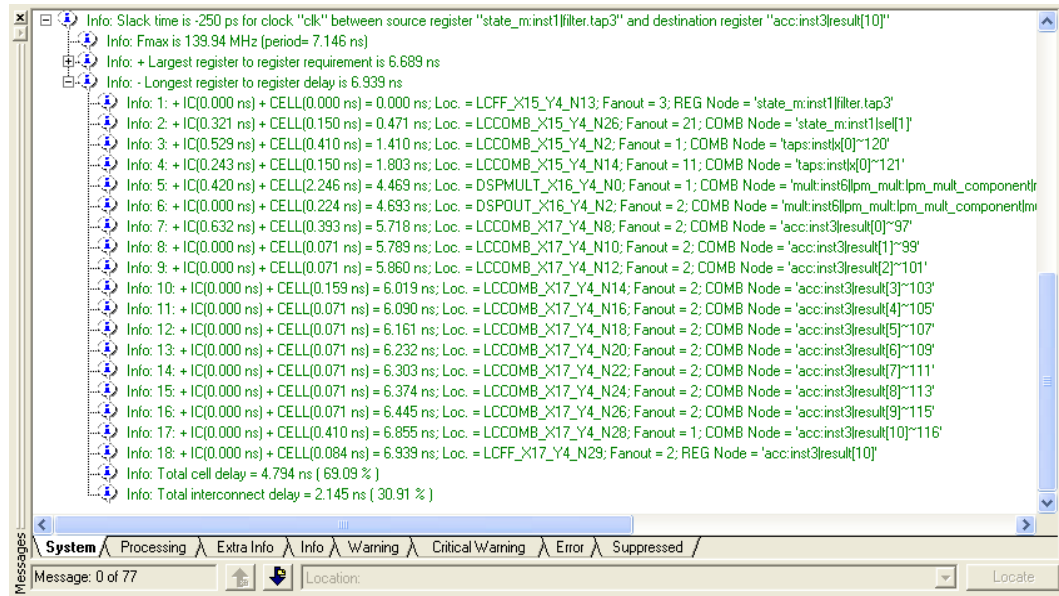 Info: Slack time is -250 ps for clock "clk" between source register "state_m:inst1|filter.tap3" and destination register "acc:inst3|result[10]"
Info: Fmax is 139.94 MHz (period= 7.146 ns)
Info: + Largest register to register requirement is 6.689 ns
Info: - Longest register to register delay is 6.939 ns
Info: 1: + IC(0.000 ns) + CELL(0.000 ns) = 0.000 ns; Loc. = LCFF_X15_Y4_N13; Fanout = 3; REG Node = 'state_m:inst1|filter.tap3'
Info: 2: + IC(0.321 ns) + CELL(0.150 ns) = 0.471 ns; Loc. = LCCOMB_X15_Y4_N26; Fanout = 21; COMB Node = 'state_m:inst1|sel[1]'
Info: 3: + IC(0.529 ns) + CELL(0.410 ns) = 1.410 ns; Loc. = LCCOMB_X15_Y4_N2; Fanout = 1; COMB Node = 'taps:inst|x[0]~120'
Info: 4: + IC(0.243 ns) + CELL(0.150 ns) = 1.803 ns; Loc. = LCCOMB_X15_Y4_N14; Fanout = 11; COMB Node = 'taps:inst|x[0]~121'
Info: 5: + IC(0.420 ns) + CELL(2.246 ns) = 4.469 ns; Loc. = DSPMULT_X16_Y4_N0; Fanout = 1; COMB Node = 'mult:inst6|lpm_mult:lpm_mult_component|r
Info: 6: + IC(0.000 ns) + CELL(0.224 ns) = 4.693 ns; Loc. = DSPOUT_X16_Y4_N2; Fanout = 2; COMB Node = 'mult:inst6|lpm_mult:lpm_mult_component|mu
Info: 7: + IC(0.632 ns) + CELL(0.393 ns) = 5.718 ns; Loc. = LCCOMB_X17_Y4_N8; Fanout = 2; COMB Node = 'acc:inst3|result[0]~97'
Info: 8: + IC(0.000 ns) + CELL(0.071 ns) = 5.789 ns; Loc. = LCCOMB_X17_Y4_N10; Fanout = 2; COMB Node = 'acc:inst3|result[1]~99'
Info: 9: + IC(0.000 ns) + CELL(0.071 ns) = 5.860 ns; Loc. = LCCOMB_X17_Y4_N12; Fanout = 2; COMB Node = 'acc:inst3|result[2]~101'
Info: 10: + IC(0.000 ns) + CELL(0.159 ns) = 6.019 ns; Loc. = LCCOMB_X17_Y4_N14; Fanout = 2; COMB Node = 'acc:inst3|result[3]~103'
Info: 11: + IC(0.000 ns) + CELL(0.071 ns) = 6.090 ns; Loc. = LCCOMB_X17_Y4_N16; Fanout = 2; COMB Node = 'acc:inst3|result[4]~105'
Info: 12: + IC(0.000 ns) + CELL(0.071 ns) = 6.161 ns; Loc. = LCCOMB_X17_Y4_N18; Fanout = 2; COMB Node = 'acc:inst3|result[5]~107'
Info: 13: + IC(0.000 ns) + CELL(0.071 ns) = 6.232 ns; Loc. = LCCOMB_X17_Y4_N20; Fanout = 2; COMB Node = 'acc:inst3|result[6]~109'
Info: 14: + IC(0.000 ns) + CELL(0.071 ns) = 6.303 ns; Loc. = LCCOMB_X17_Y4_N22; Fanout = 2; COMB Node = 'acc:inst3|result[7]~111'
Info: 15: + IC(0.000 ns) + CELL(0.071 ns) = 6.374 ns; Loc. = LCCOMB_X17_Y4_N24; Fanout = 2; COMB Node = 'acc:inst3|result[8]~113'
Info: 16: + IC(0.000 ns) + CELL(0.071 ns) = 6.445 ns; Loc. = LCCOMB_X17_Y4_N26; Fanout = 2; COMB Node = 'acc:inst3|result[9]~115'
Info: 17: + IC(0.000 ns) + CELL(0.410 ns) = 6.855 ns; Loc. = LCCOMB_X17_Y4_N28; Fanout = 1; COMB Node = 'acc:inst3|result[10]~116'
Info: 18: + IC(0.000 ns) + CELL(0.084 ns) = 6.939 ns; Loc. = LCFF_X17_Y4_N29; Fanout = 2; REG Node = 'acc:inst3|result[10]'
Info: Total cell delay = 4.794 ns ( 69.09 % )
Info: Total interconnect delay = 2.145 ns ( 30.91 % )
System Processing Extra Info Info Warning Critical Warning Error Suppressed
Messages
Message: 0 of 77 Location: Locate